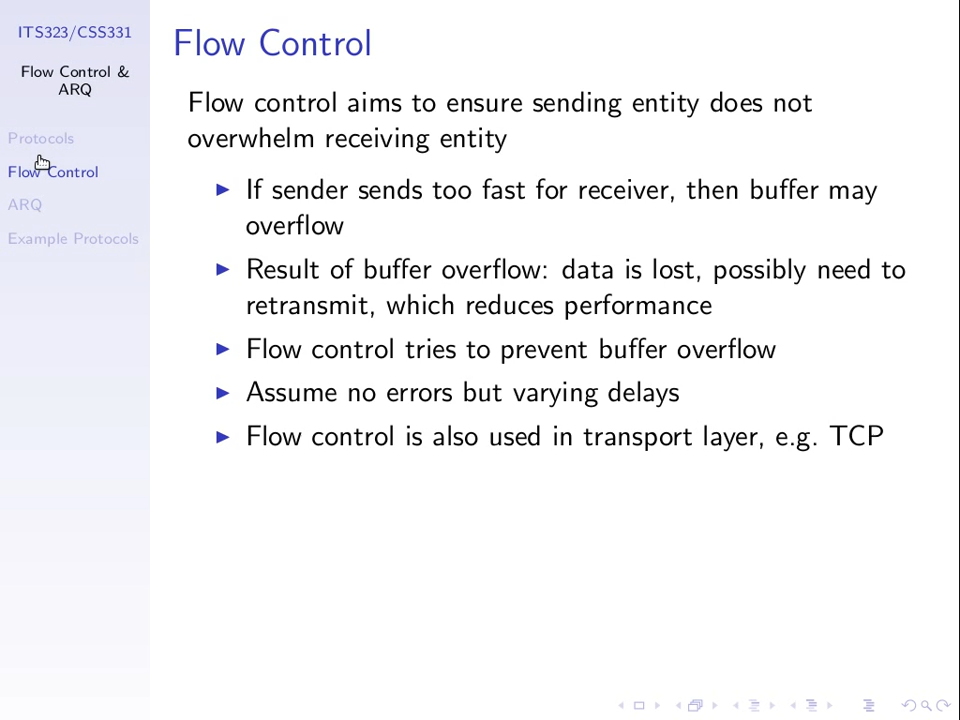 ITS323/CSS331
Flow Control &
ARQ
Protocols
Flow Control
ARQ
Example Protocols
Flow Control
Flow control aims to ensure sending entity does not
overwhelm receiving entity
If sender sends too fast for receiver, then buffer may
overflow
Result of buffer overflow: data is lost, possibly need to
retransmit, which reduces performance
Flow control tries to prevent buffer overflow
Assume no errors but varying delays
Flow control is also used in transport layer, e.g. TCP